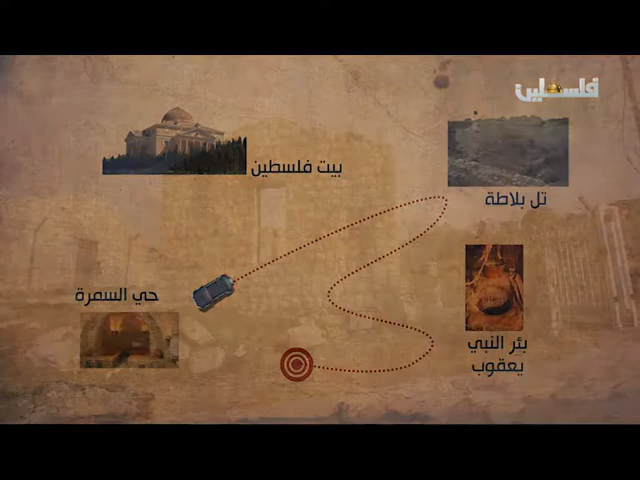 فلسطين
بيت فلسطين
تل بلاطة
حي السمرة
بئر النبي
يعقوب